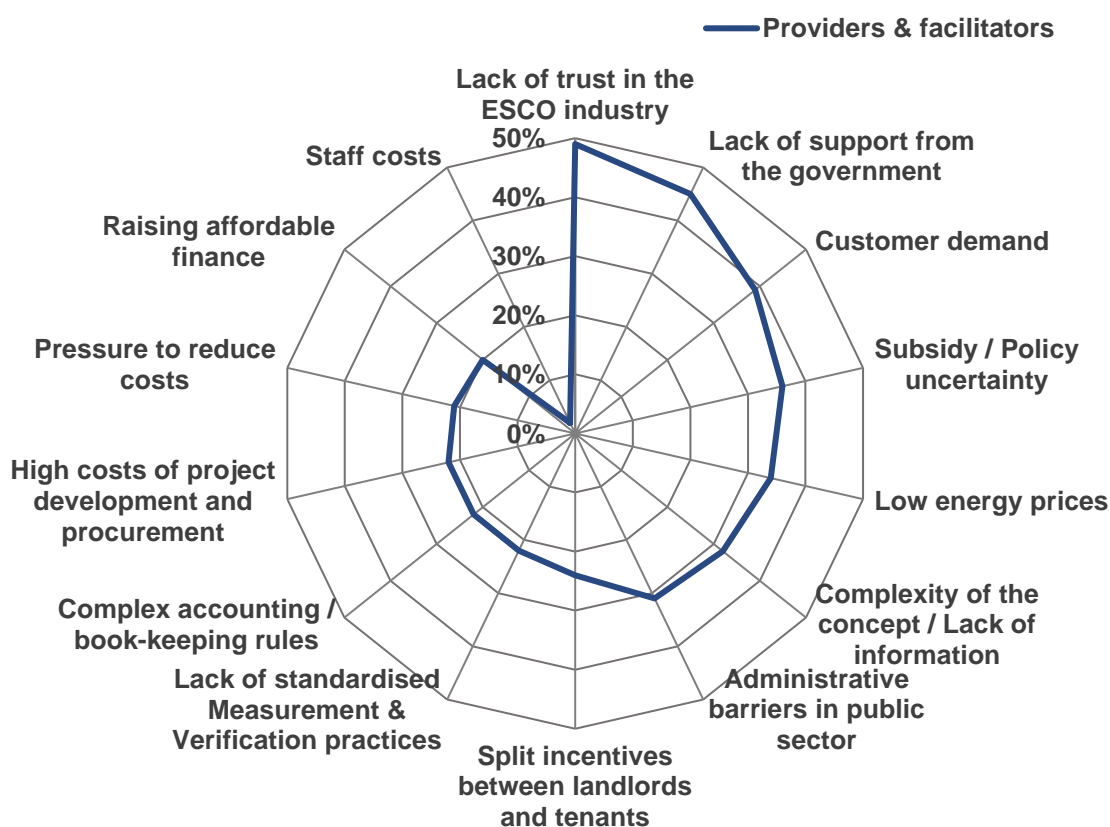 Providers & facilitators
Lack of trust in the
ESCO industry
Lack of support from
the government
Customer demand
Subsidy / Policy
uncertainty
Low energy prices
Complexity of the
concept / Lack of
information
Administrative
barriers in public
sector
Split incentives
between landlords
and tenants
Lack of standardised
Measurement &
Verification practices
Complex accounting /
book-keeping rules
High costs of project
development and
procurement
Pressure to reduce
costs
Raising affordable
finance
Staff costs
50%
40%
30%
20%
10%
0%